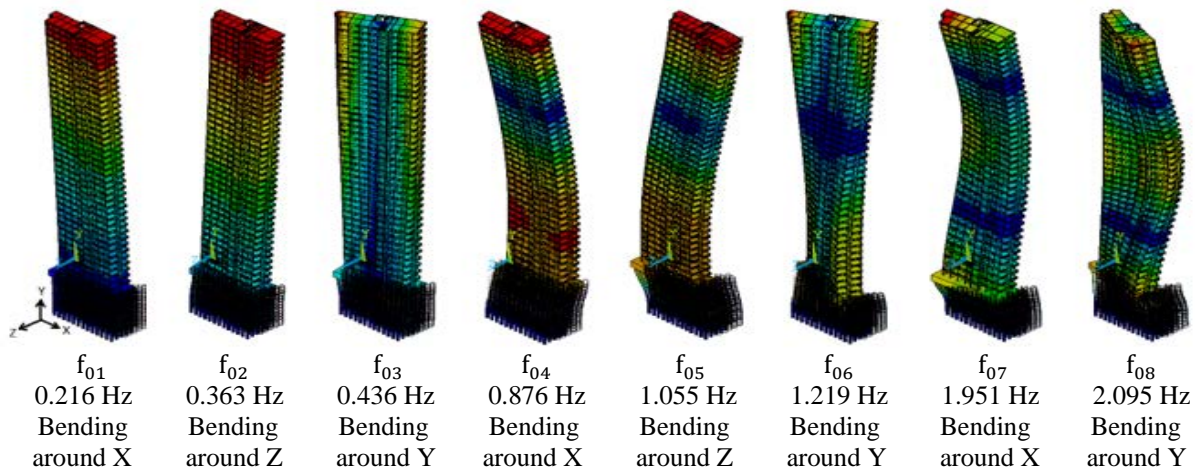 Y
Z X
f₀₁ f₀₂ f₀₃ f₀₄ f₀₅ f₀₆ f₀₇ f₀₈
0.216 Hz 0.363 Hz 0.436 Hz 0.876 Hz 1.055 Hz 1.219 Hz 1.951 Hz 2.095 Hz
Bending Bending Bending Bending Bending Bending Bending Bending
around X around Z around Y around X around Z around Y around X around Y